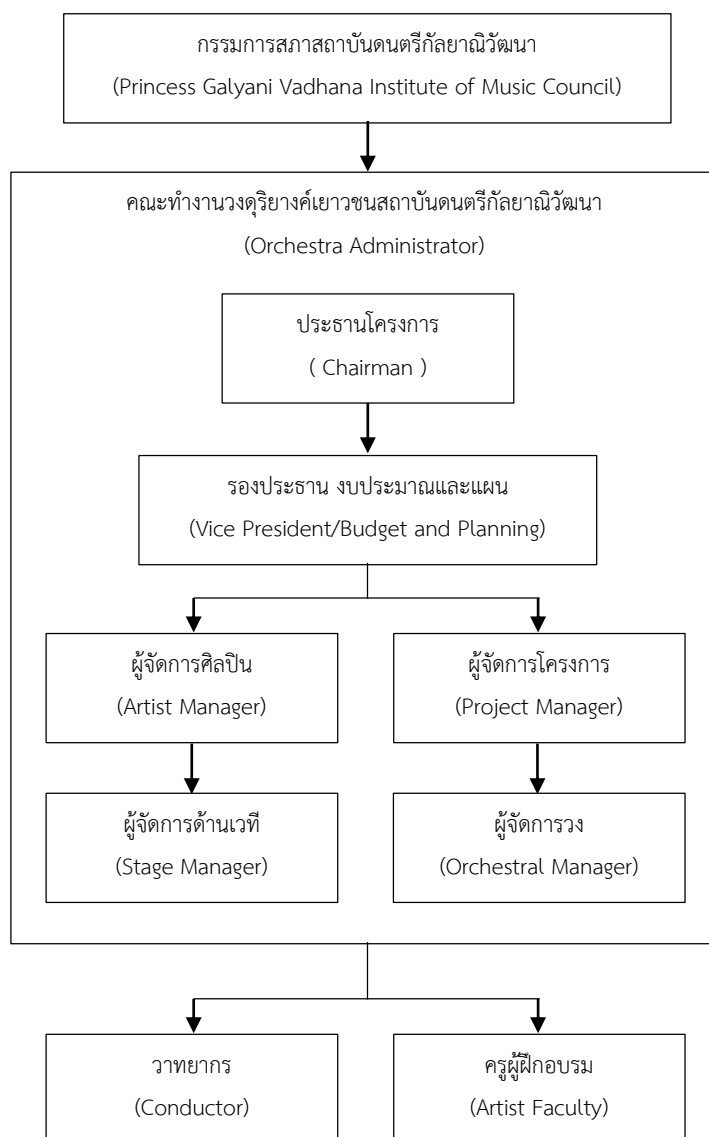 กรรมการสภาสถาบันดนตรีกัลยาณิวัฒนา
(Princess Galyani Vadhana Institute of Music Council)
คณะทำงานวงดุริยางค์เยาวชนสถาบันดนตรีกัลยาณิวัฒนา
(Orchestra Administrator)
ประธานโครงการ
( Chairman )
รองประธาน งบประมาณและแผน
(Vice President/Budget and Planning)
ผู้จัดการศิลปิน
(Artist Manager)
ผู้จัดการโครงการ
(Project Manager)
ผู้จัดการด้านเวที
(Stage Manager)
ผู้จัดการวง
(Orchestral Manager)
วาทยากร
(Conductor)
ครูผู้ฝึกอบรม
(Artist Faculty)